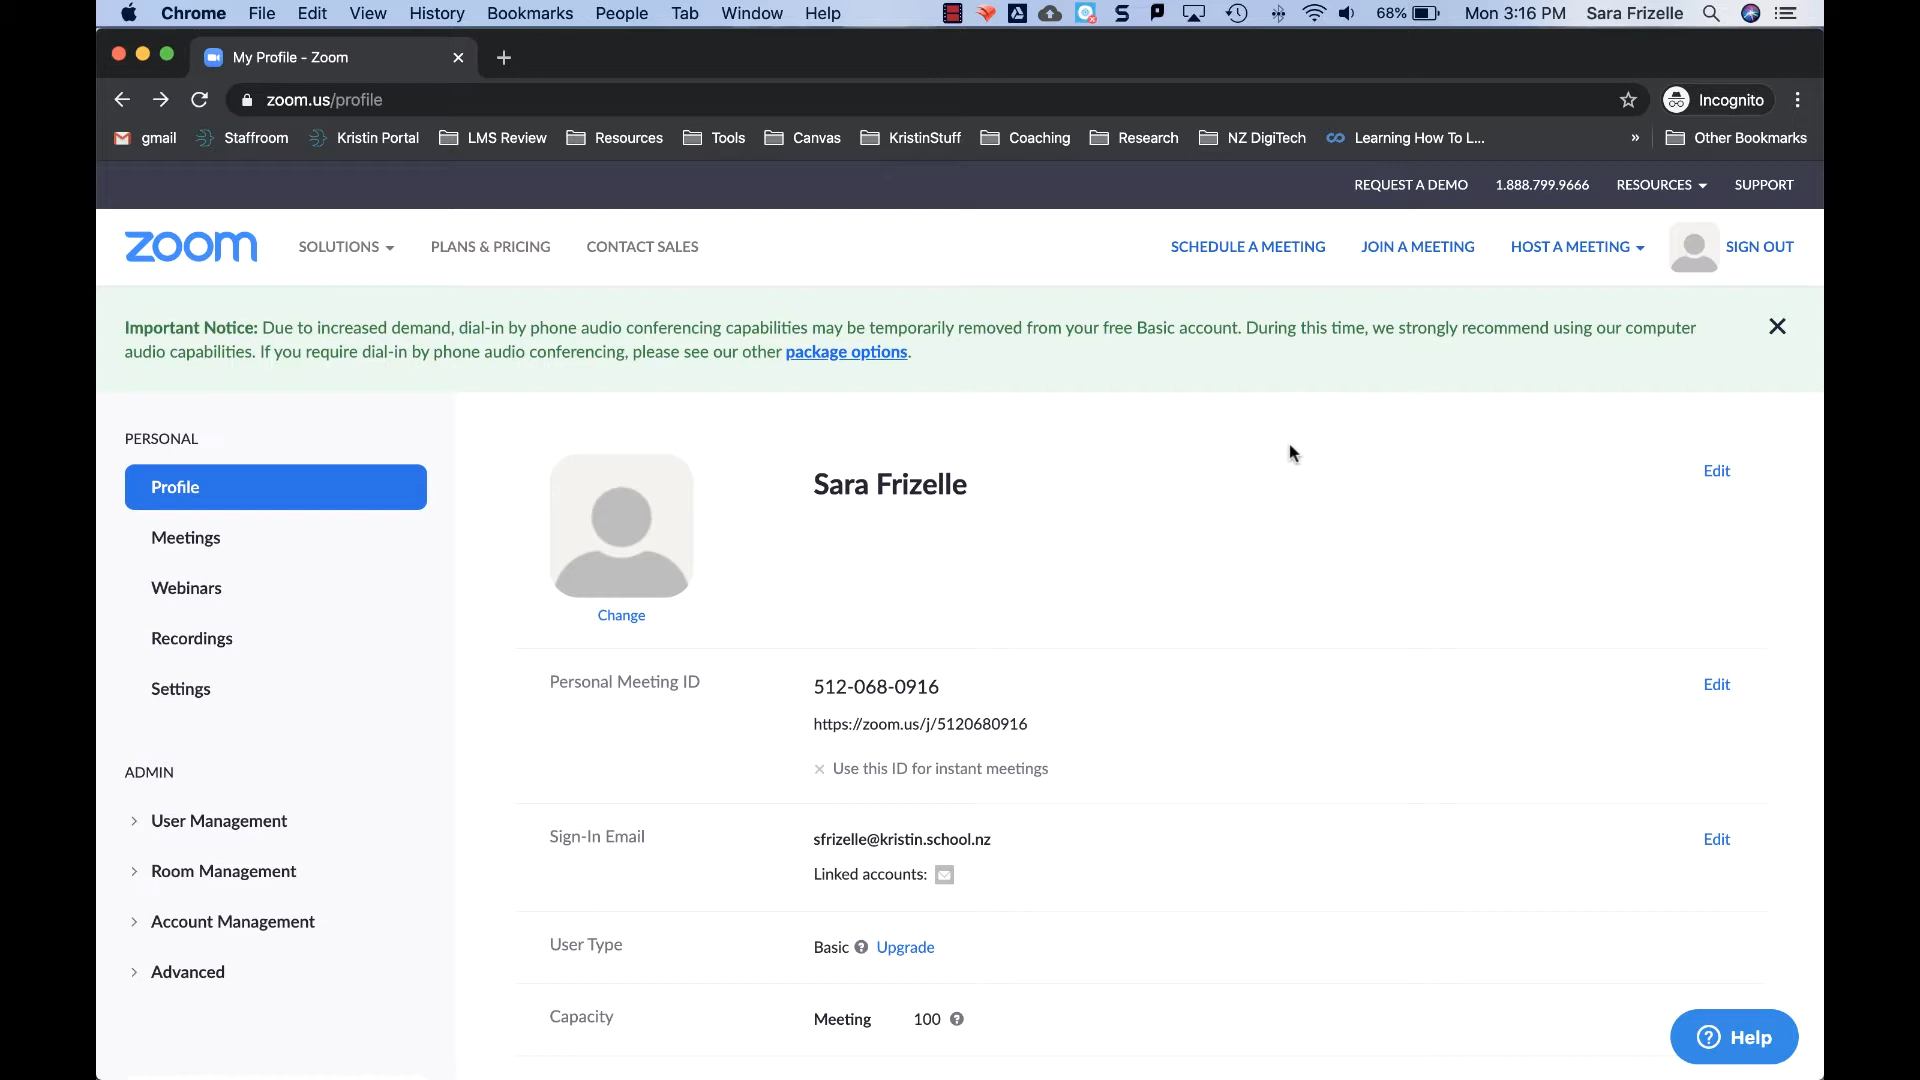 Chrome File Edit View History Bookmarks People Tab Window Help 68% Mon 3:16 PM Sara Frizelle
My Profile - Zoom
zoom.us/profile Incognito
gmail Staffroom Kristin Portal LMS Review Resources Tools Canvas KristinStuff Coaching Research NZ DigiTech Learning How To L... » Other Bookmarks
REQUEST A DEMO 1.888.799.9666 RESOURCES SUPPORT
zoom SOLUTIONS PLANS & PRICING CONTACT SALES SCHEDULE A MEETING JOIN A MEETING HOST A MEETING SIGN OUT
Important Notice: Due to increased demand, dial-in by phone audio conferencing capabilities may be temporarily removed from your free Basic account. During this time, we strongly recommend using our computer
audio capabilities. If you require dial-in by phone audio conferencing, please see our other package options.
PERSONAL
Profile
Meetings
Webinars
Recordings
Settings
ADMIN
User Management
Room Management
Account Management
Advanced
Sara Frizelle Edit
Change
Personal Meeting ID 512-068-0916 Edit
https://zoom.us/j/5120680916
Use this ID for instant meetings
Sign-In Email sfrizelle@kristin.school.nz Edit
Linked accounts:
User Type Basic Upgrade
Capacity Meeting 100
Help